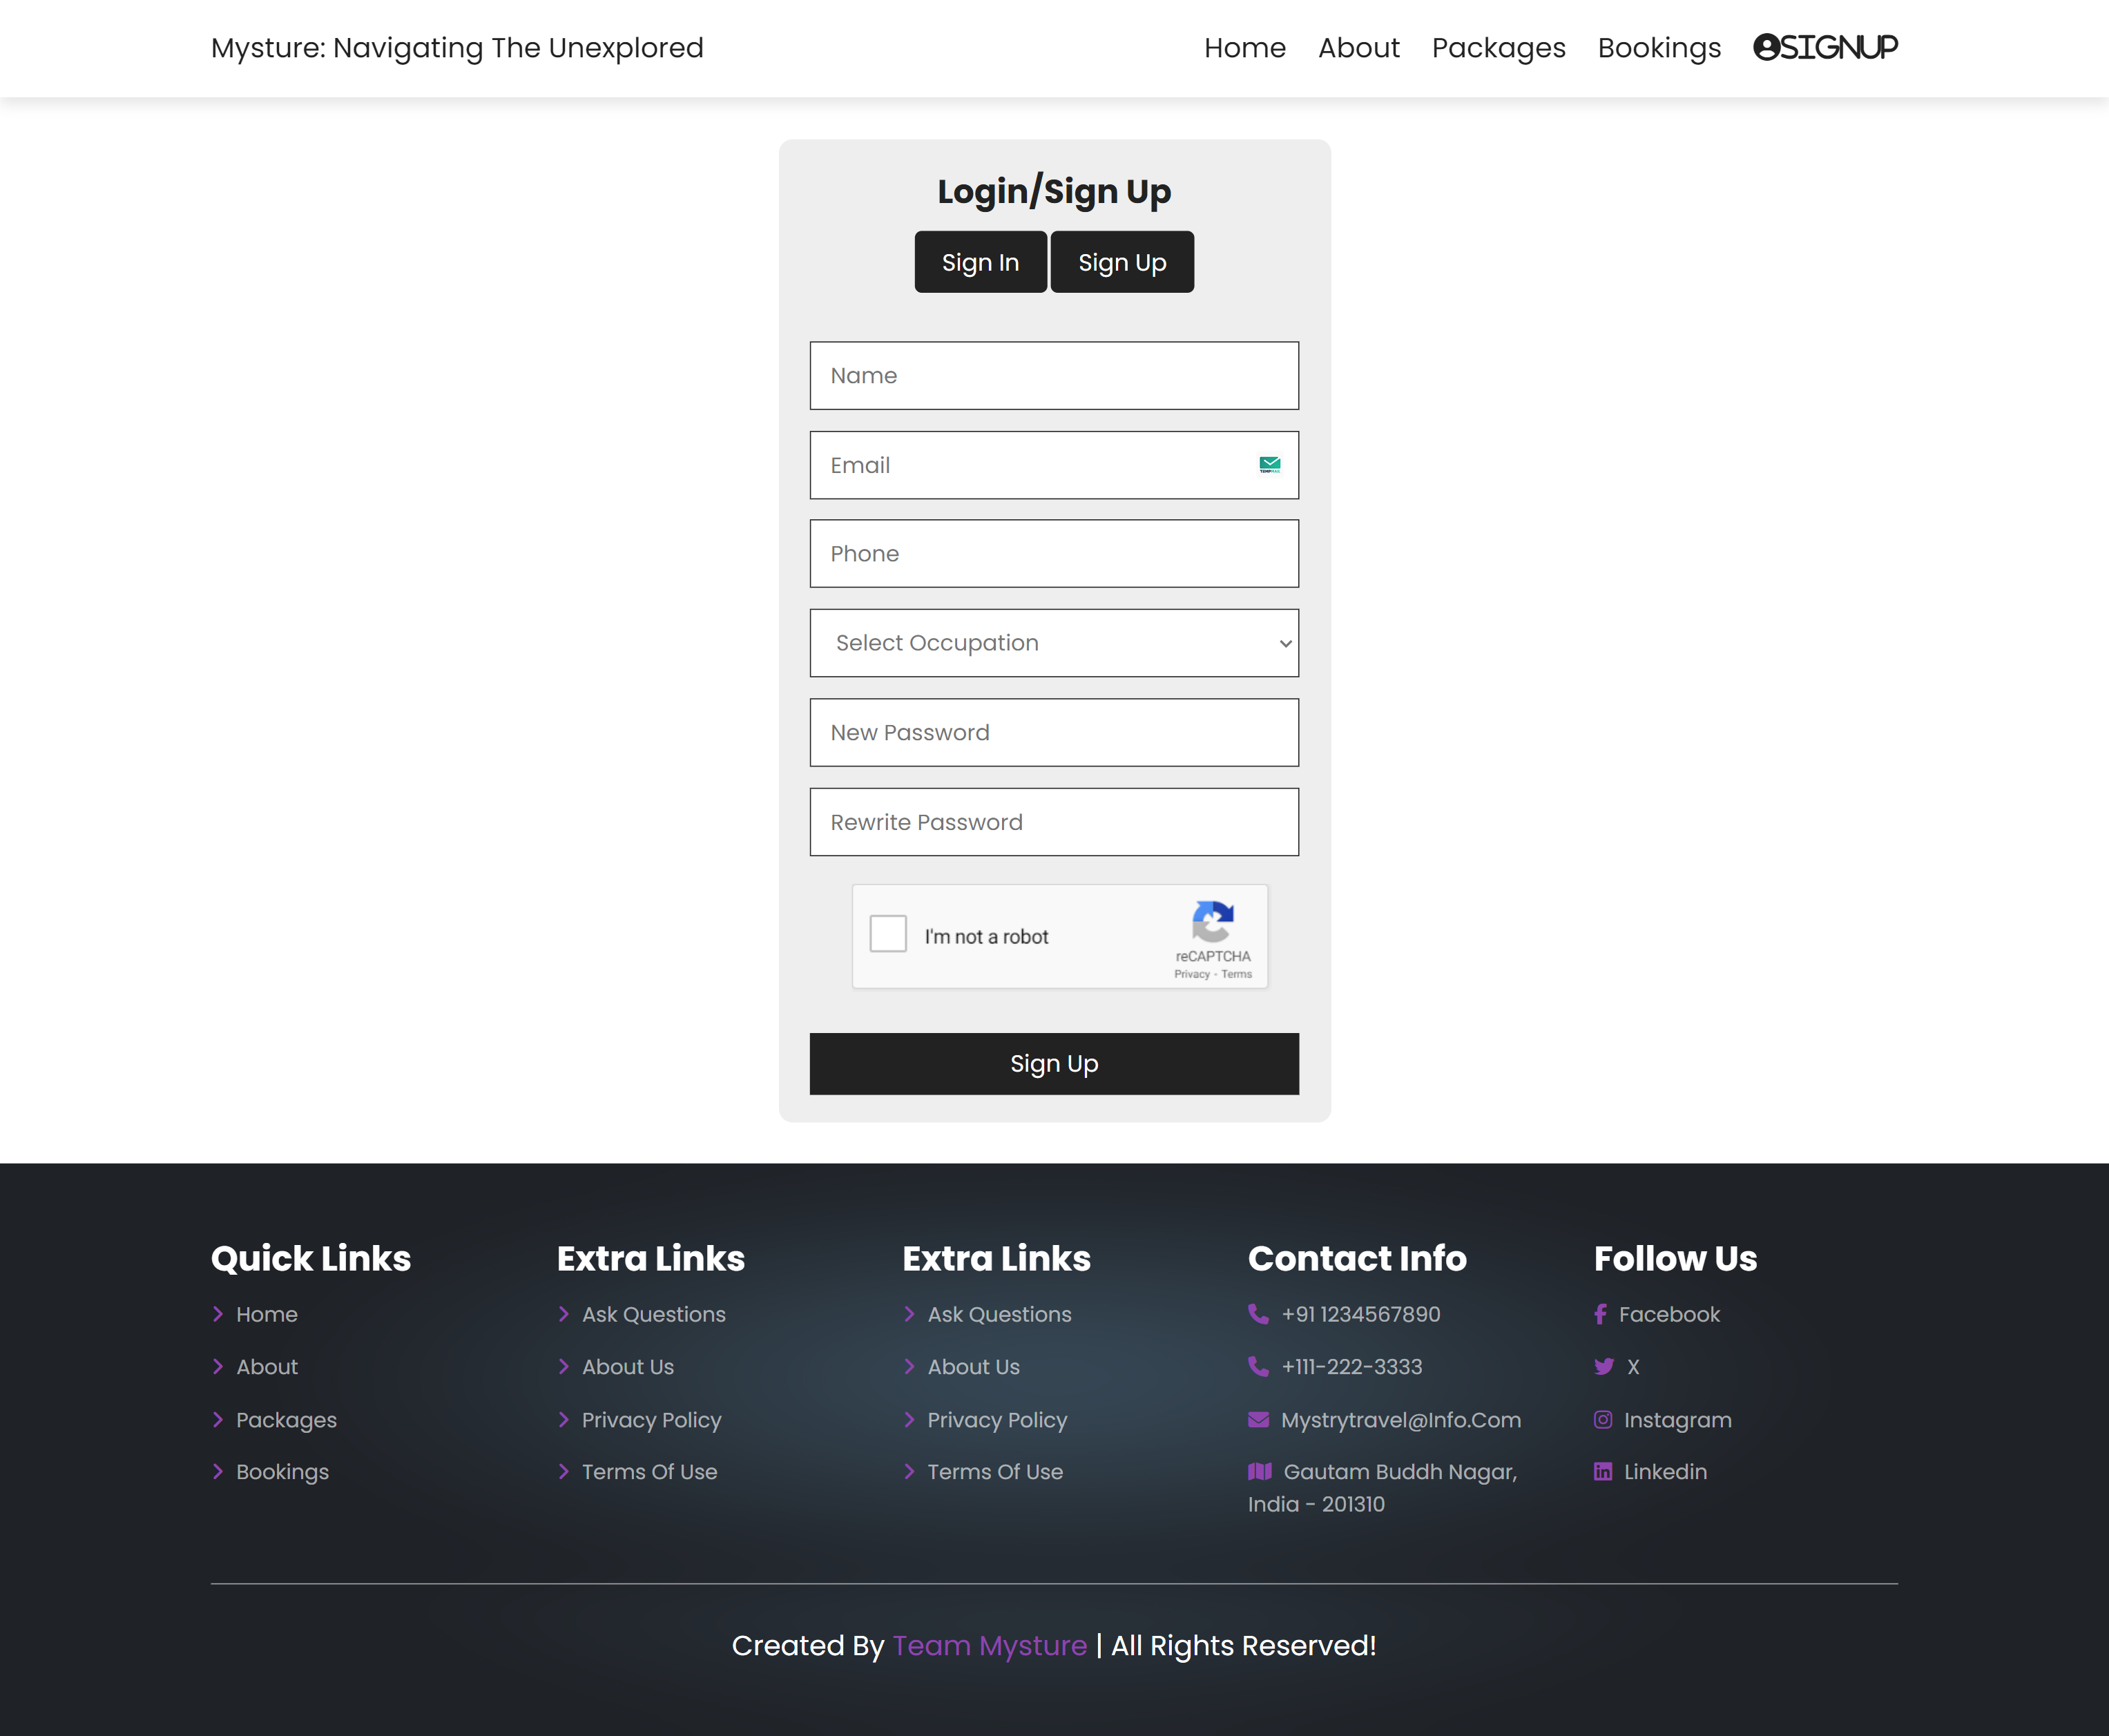 Mysture: Navigating The Unexplored
Home About Packages Bookings SIGNUP
Login/Sign Up
Sign In Sign Up
Name
Email
TEMPMAIL
Phone
Select Occupation
New Password
Rewrite Password
I'm not a robot
reCAPTCHA
Privacy - Terms
Sign Up
Quick Links
Home
About
Packages
Bookings
Extra Links
Ask Questions
About Us
Privacy Policy
Terms Of Use
Extra Links
Ask Questions
About Us
Privacy Policy
Terms Of Use
Contact Info
+91 1234567890
+111-222-3333
Mystrytravel@Info.Com
Gautam Buddh Nagar,
India - 201310
Follow Us
Facebook
X
Instagram
Linkedin
Created By Team Mysture | All Rights Reserved!